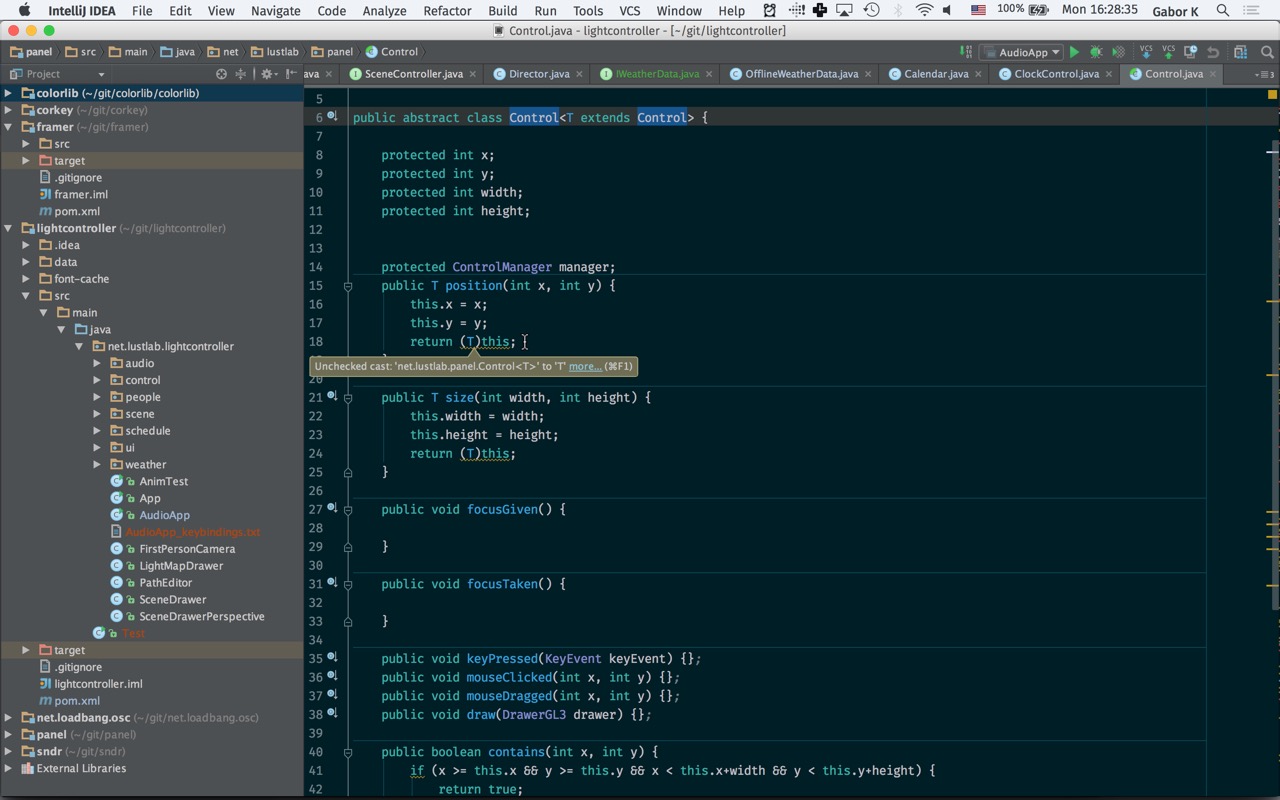 IntelliJ IDEA File Edit View Navigate Code Analyze Refactor Build Run Tools VCS Window Help 100% Mon 16:28:35 Gabor K
Control.java - lightcontroller - [~/git/lightcontroller]
panel src main java net lustlab panel Control AudioApp VCS VCS
Project ava SceneController.java Director.java IWeatherData.java OfflineWeatherData.java Calendar.java ClockControl.java Control.java
colorlib (~/git/colorlib/colorlib)
corkey (~/git/corkey)
framer (~/git/framer)
src
target
.gitignore
framer.iml
pom.xml
lightcontroller (~/git/lightcontroller)
.idea
data
font-cache
src
main
java
net.lustlab.lightcontroller
audio
control
people
scene
schedule
ui
weather
AnimTest
App
AudioApp
AudioApp_keybindings.txt
FirstPersonCamera
LightMapDrawer
PathEditor
SceneDrawer
SceneDrawerPerspective
Test
target
.gitignore
lightcontroller.iml
pom.xml
net.loadbang.osc (~/git/net.loadbang.osc)
panel (~/git/panel)
sndr (~/git/sndr)
External Libraries
5
6 public abstract class Control<T extends Control> {
7
8 protected int x;
9 protected int y;
10 protected int width;
11 protected int height;
12
13
14 protected ControlManager manager;
15 public T position(int x, int y) {
16 this.x = x;
17 this.y = y;
18 return (T)this;
Unchecked cast: 'net.lustlab.panel.Control<T>' to 'T' more... (⌘F1)
20
21 public T size(int width, int height) {
22 this.width = width;
23 this.height = height;
24 return (T)this;
25 }
26
27 public void focusGiven() {
28
29 }
30
31 public void focusTaken() {
32
33 }
34
35 public void keyPressed(KeyEvent keyEvent) {};
36 public void mouseClicked(int x, int y) {};
37 public void mouseDragged(int x, int y) {};
38 public void draw(DrawerGL3 drawer) {};
39
40 public boolean contains(int x, int y) {
41 if (x >= this.x && y >= this.y && x < this.x+width && y < this.y+height) {
42 return true;